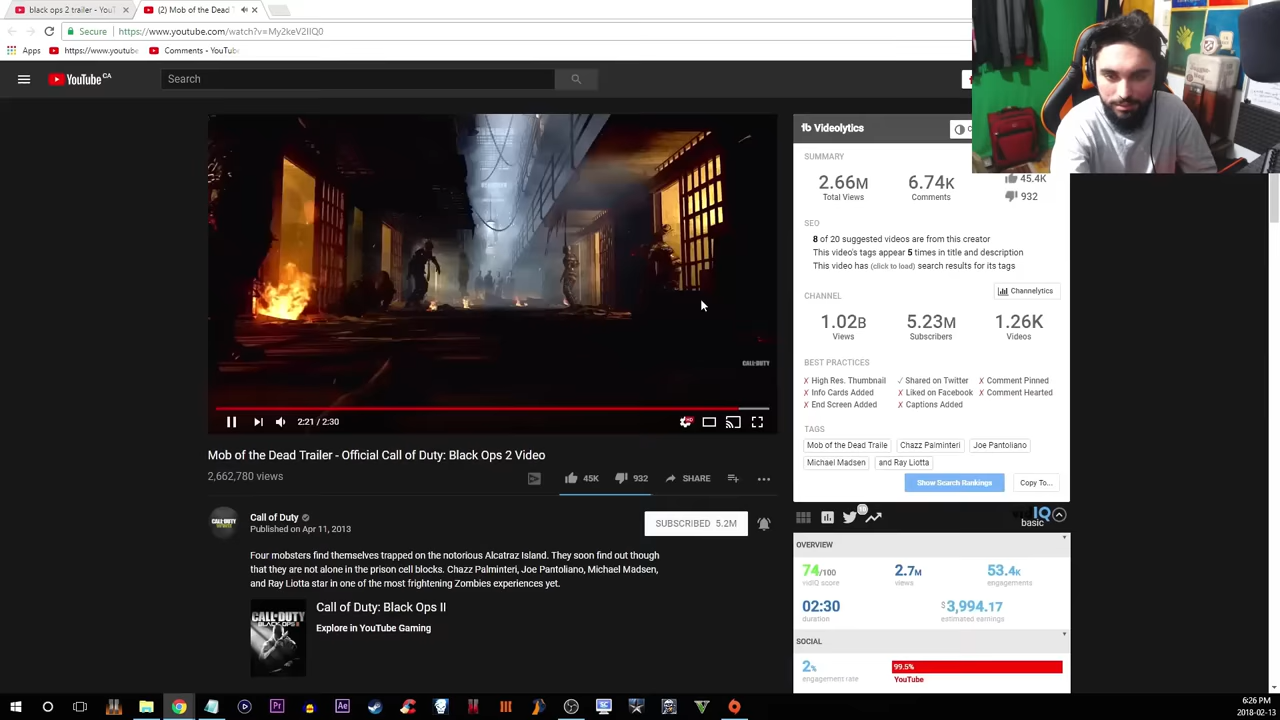 black ops 2 trailer - YouT
(2) Mob of the Dead T
Secure
https://www.youtube.com/watch?v=My2keV2IIQ0
Apps
https://www.youtube
Comments - YouTub
YouTube CA
Search
CALL·DUTY
2:21 / 2:30
HD
Mob of the Dead Trailer - Official Call of Duty: Black Ops 2 Video
2,662,780 views
45K
932
SHARE
Call of Duty
Published on Apr 11, 2013
SUBSCRIBED 5.2M
Four mobsters find themselves trapped on the notorious Alcatraz Island. They soon find out though
that they are not alone in the prison cell blocks. Chazz Palminteri, Joe Pantoliano, Michael Madsen,
and Ray Liotta star in one of the most frightening Zombies experiences yet.
CALL·DUTY
BLACK OPS II
Call of Duty: Black Ops II
Explore in YouTube Gaming
tb Videolytics
SUMMARY
2.66M
Total Views
6.74K
Comments
45.4K
932
SEO
8 of 20 suggested videos are from this creator
This video's tags appear 5 times in title and description
This video has (click to load) search results for its tags
CHANNEL
Channelytics
1.02B
Views
5.23M
Subscribers
1.26K
Videos
BEST PRACTICES
✗ High Res. Thumbnail
✓ Shared on Twitter
✗ Comment Pinned
✗ Info Cards Added
✗ Liked on Facebook
✗ Comment Hearted
✗ End Screen Added
✗ Captions Added
TAGS
Mob of the Dead Traile
Chazz Palminteri
Joe Pantoliano
Michael Madsen
and Ray Liotta
Show Search Rankings
Copy To...
10
vidIQ
basic
OVERVIEW
74/100
vidIQ score
2.7M
views
53.4K
engagements
02:30
duration
$3,994.17
estimated earnings
SOCIAL
2%
engagement rate
99.5%
YouTube
Pr
Ae
6:26 PM
2018-02-13